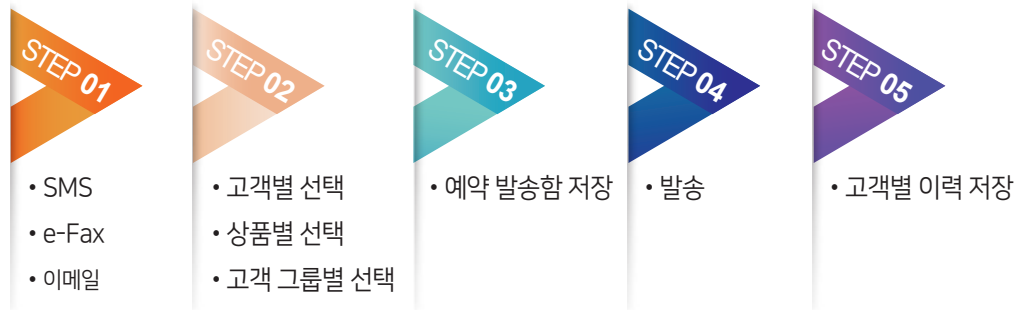 STEP 01
• SMS
• e-Fax
• 이메일
STEP 02
• 고객별 선택
• 상품별 선택
• 고객 그룹별 선택
STEP 03
• 예약 발송함 저장
STEP 04
• 발송
STEP 05
• 고객별 이력 저장